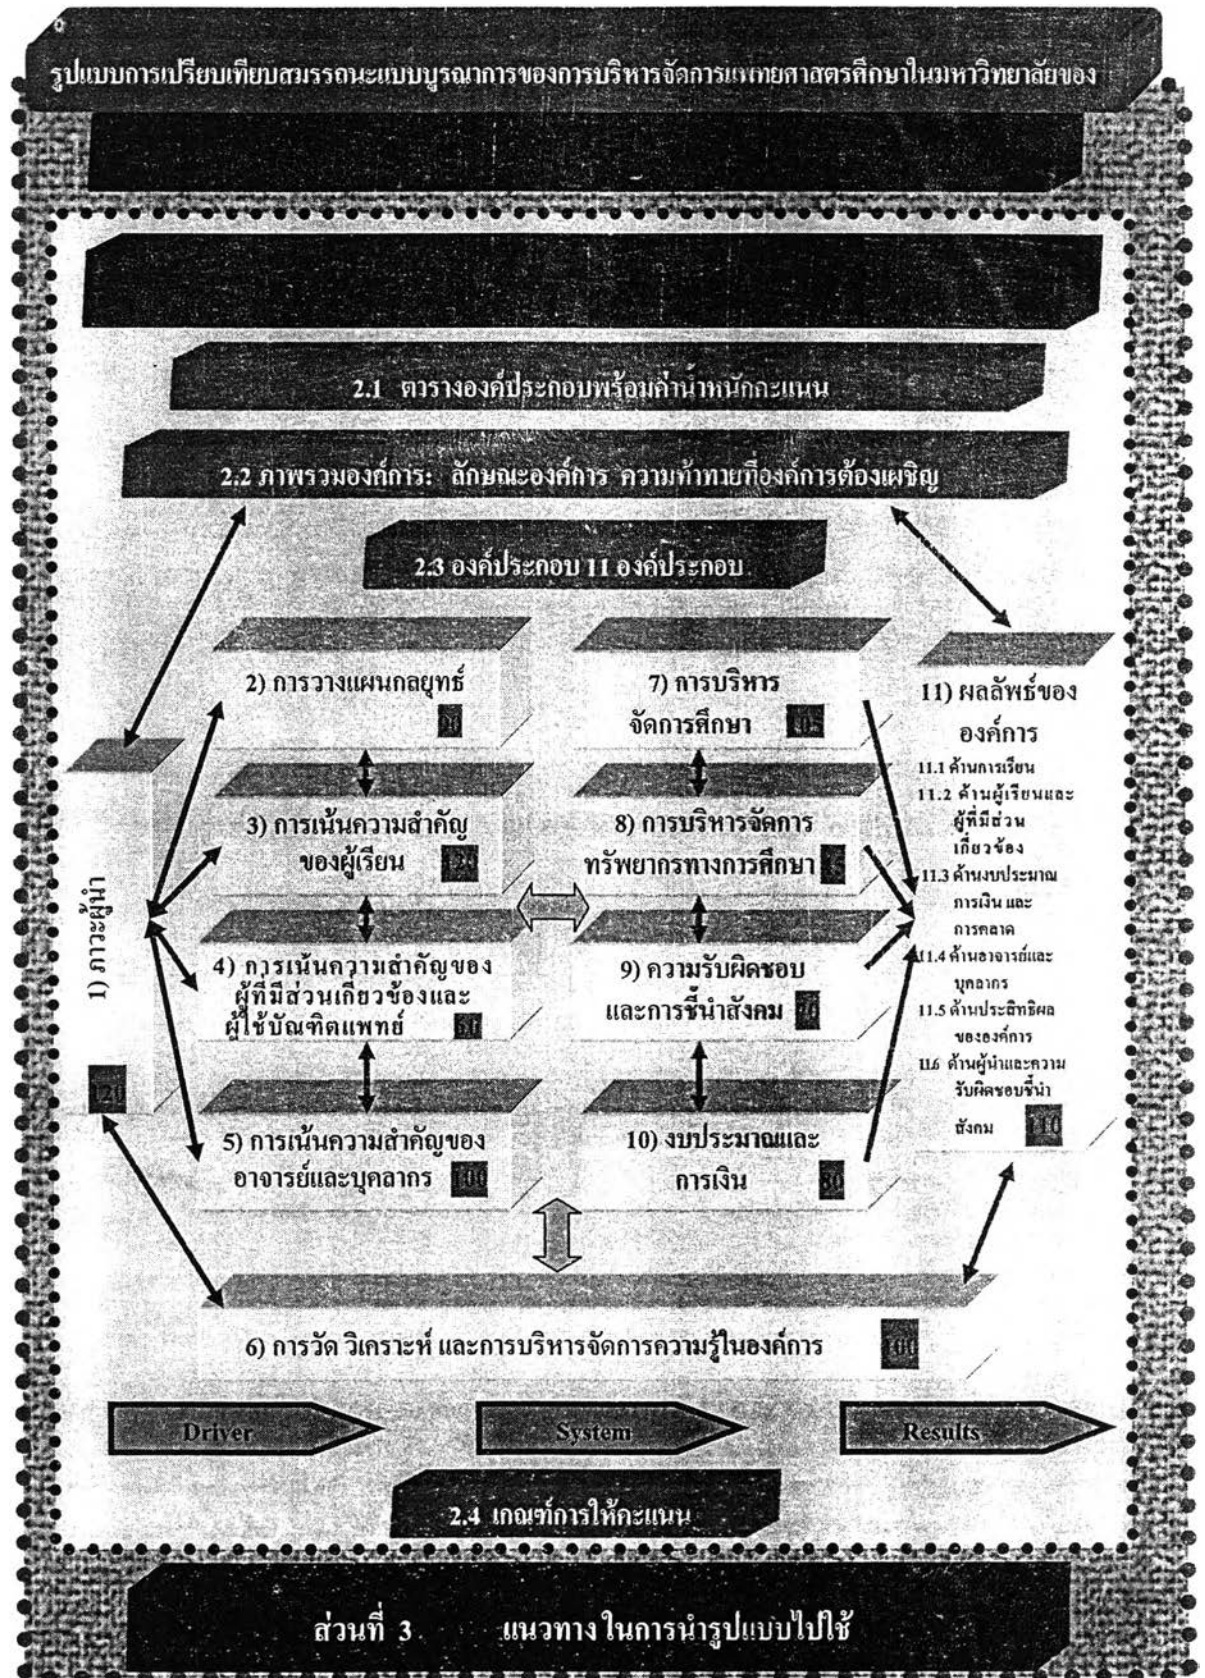 รูปแบบการเปรียบเทียบสมรรถนะแบบบูรณาการของการบริหารจัดการแพทยศาสตรศึกษาในมหาวิทยาลัยของ
2.1 ตารางองค์ประกอบพร้อมค่าน้ำหนักคะแนน
2.2 ภาพรวมองค์การ: ลักษณะองค์การ ความท้าทายที่องค์การต้องเผชิญ
2.3 องค์ประกอบ 11 องค์ประกอบ
1) ภาวะผู้นำ
120
2) การวางแผนกลยุทธ์
90
3) การเน้นความสำคัญ
ของผู้เรียน 120
4) การเน้นความสำคัญของ
ผู้ที่มีส่วนเกี่ยวข้องและ
ผู้ใช้บัณฑิตแพทย์ 60
5) การเน้นความสำคัญของ
อาจารย์และบุคลากร 100
7) การบริหาร
จัดการศึกษา 105
8) การบริหารจัดการ
ทรัพยากรทางการศึกษา
9) ความรับผิดชอบ
และการชี้นำสังคม 70
10) งบประมาณและ
การเงิน 80
11) ผลลัพธ์ของ
องค์การ
11.1 ด้านการเรียน
11.2 ด้านผู้เรียนและ
ผู้ที่มีส่วน
เกี่ยวข้อง
11.3 ด้านงบประมาณ
การเงิน และ
การตลาด
11.4 ด้านอาจารย์และ
บุคลากร
11.5 ด้านประสิทธิผล
ขององค์การ
11.6 ด้านผู้นำและความ
รับผิดชอบชี้นำ
สังคม 110
6) การวัด วิเคราะห์ และการบริหารจัดการความรู้ในองค์การ 100
Driver System Results
2.4 เกณฑ์การให้คะแนน
ส่วนที่ 3 แนวทางในการนำรูปแบบไปใช้